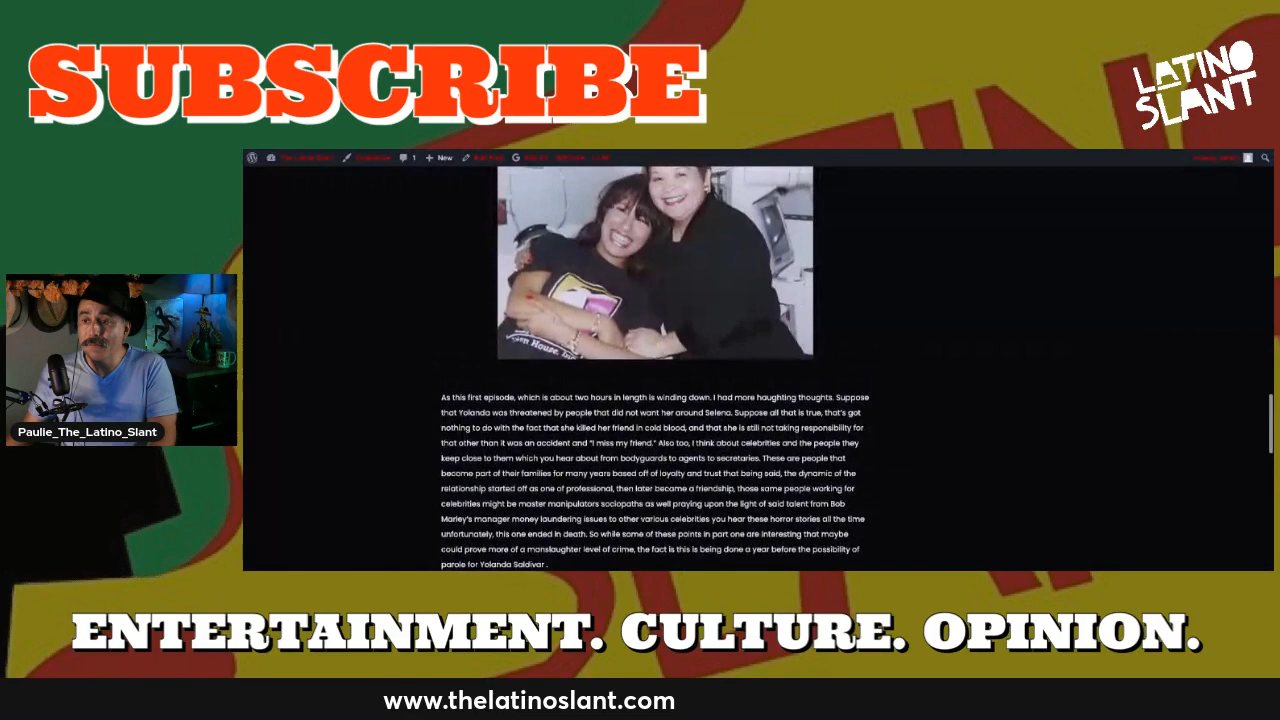 SUBSCRIBE
LATINO
SLANT
1
New
Paulie_The_Latino_Slant
As this first episode, which is about two hours in length is winding down. I had more haughting thoughts. Suppose
that Yolanda was threatened by people that did not want her around Selena. Suppose all that is true, that's got
nothing to do with the fact that she killed her friend in cold blood, and that she is still not taking responsibility for
that other than it was an accident and "I miss my friend." Also too, I think about celebrities and the people they
keep close to them which you hear about from bodyguards to agents to secretaries. These are people that
become part of their families for many years based off of loyalty and trust that being said, the dynamic of the
relationship started off as one of professional, then later became a friendship, those same people working for
celebrities might be master manipulators sociopaths as well praying upon the light of said talent from Bob
Marley's manager money laundering issues to other various celebrities you hear these horror stories all the time
unfortunately, this one ended in death. So while some of these points in part one are interesting that maybe
could prove more of a manslaughter level of crime, the fact is this is being done a year before the possibility of
parole for Yolanda Saldivar .
ENTERTAINMENT. CULTURE. OPINION.
www.thelatinoslant.com